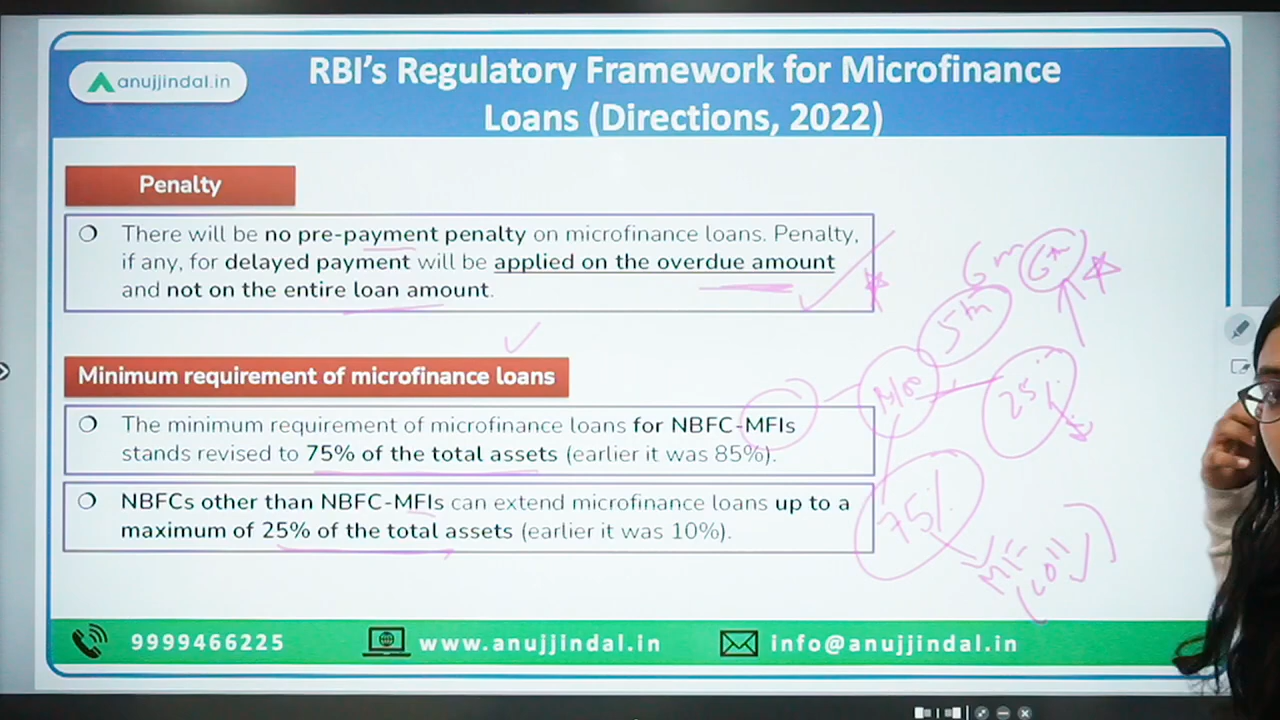 anujjindal.in
RBI’s Regulatory Framework for Microfinance
Loans (Directions, 2022)
Penalty
There will be no pre-payment penalty on microfinance loans. Penalty,
if any, for delayed payment will be applied on the overdue amount
and not on the entire loan amount.
Minimum requirement of microfinance loans
The minimum requirement of microfinance loans for NBFC-MFIs
stands revised to 75% of the total assets (earlier it was 85%).
NBFCs other than NBFC-MFIs can extend microfinance loans up to a
maximum of 25% of the total assets (earlier it was 10%).
25%
75%
9999466225
www.anujjindal.in
info@anujjindal.in